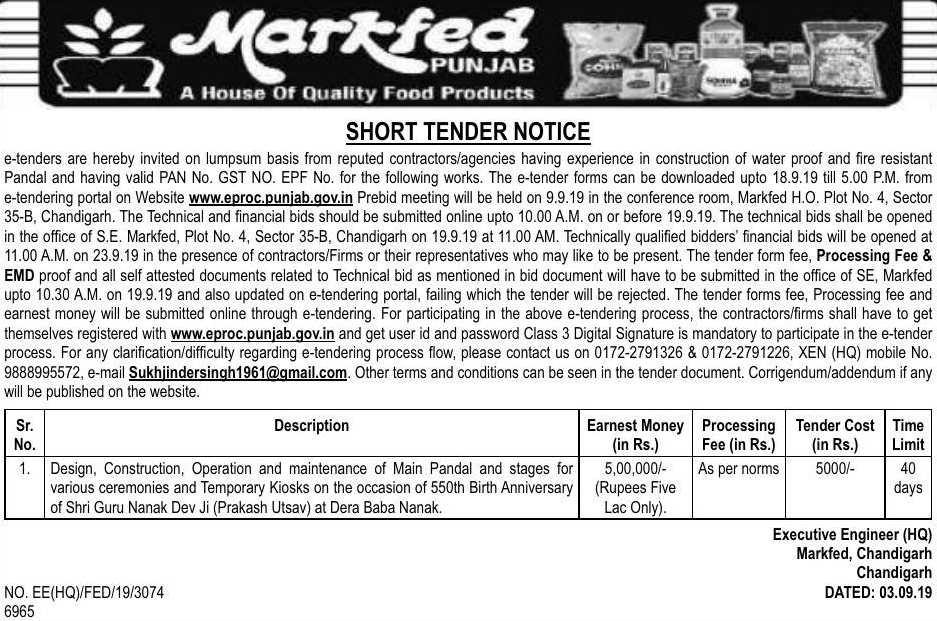 Markfed
PUNJAB
A House Of Quality Food Products
SHORT TENDER NOTICE
e-tenders are hereby invited on lumpsum basis from reputed contractors/agencies having experience in construction of water proof and fire resistant
Pandal and having valid PAN No. GST NO. EPF No. for the following works. The e-tender forms can be downloaded upto 18.9.19 till 5.00 P.M. from
e-tendering portal on Website www.eproc.punjab.gov.in Prebid meeting will be held on 9.9.19 in the conference room, Markfed H.O. Plot No. 4, Sector
35-B, Chandigarh. The Technical and financial bids should be submitted online upto 10.00 A.M. on or before 19.9.19. The technical bids shall be opened
in the office of S.E. Markfed, Plot No. 4, Sector 35-B, Chandigarh on 19.9.19 at 11.00 AM. Technically qualified bidders' financial bids will be opened at
11.00 A.M. on 23.9.19 in the presence of contractors/Firms or their representatives who may like to be present. The tender form fee, Processing Fee &
EMD proof and all self attested documents related to Technical bid as mentioned in bid document will have to be submitted in the office of SE, Markfed
upto 10.30 A.M. on 19.9.19 and also updated on e-tendering portal, failing which the tender will be rejected. The tender forms fee, Processing fee and
earnest money will be submitted online through e-tendering. For participating in the above e-tendering process, the contractors/firms shall have to get
themselves registered with www.eproc.punjab.gov.in and get user id and password Class 3 Digital Signature is mandatory to participate in the e-tender
process. For any clarification/difficulty regarding e-tendering process flow, please contact us on 0172-2791326 & 0172-2791226, XEN (HQ) mobile No.
9888995572, e-mail Sukhjindersingh1961@gmail.com. Other terms and conditions can be seen in the tender document. Corrigendum/addendum if any
will be published on the website.
Sr. Description Earnest Money Processing Tender Cost Time
No. (in Rs.) Fee (in Rs.) (in Rs.) Limit
1. Design, Construction, Operation and maintenance of Main Pandal and stages for 5,00,000/- As per norms 5000/- 40
various ceremonies and Temporary Kiosks on the occasion of 550th Birth Anniversary (Rupees Five days
of Shri Guru Nanak Dev Ji (Prakash Utsav) at Dera Baba Nanak. Lac Only).
Executive Engineer (HQ)
Markfed, Chandigarh
Chandigarh
NO. EE(HQ)/FED/19/3074 DATED: 03.09.19
6965